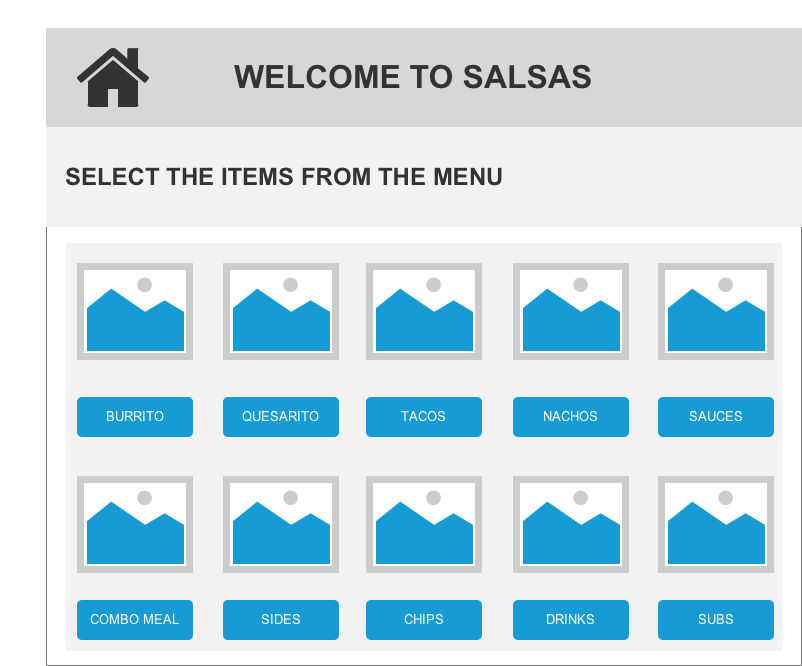 WELCOME TO SALSAS
SELECT THE ITEMS FROM THE MENU
BURRITO
QUESARITO
TACOS
NACHOS
SAUCES
COMBO MEAL
SIDES
CHIPS
DRINKS
SUBS